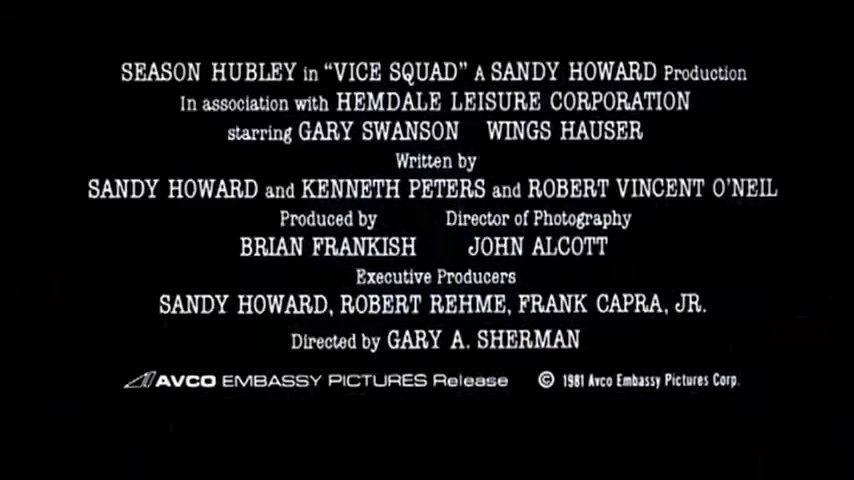 SEASON HUBLEY in "VICE SQUAD" A SANDY HOWARD Production
In association with HEMDALE LEISURE CORPORATION
starring GARY SWANSON WINGS HAUSER
Written by
SANDY HOWARD and KENNETH PETERS and ROBERT VINCENT O'NEIL
Produced by Director of Photography
BRIAN FRANKISH JOHN ALCOTT
Executive Producers
SANDY HOWARD, ROBERT REHME, FRANK CAPRA, JR.
Directed by GARY A. SHERMAN
AVCO EMBASSY PICTURES Release © 1981 Avco Embassy Pictures Corp.